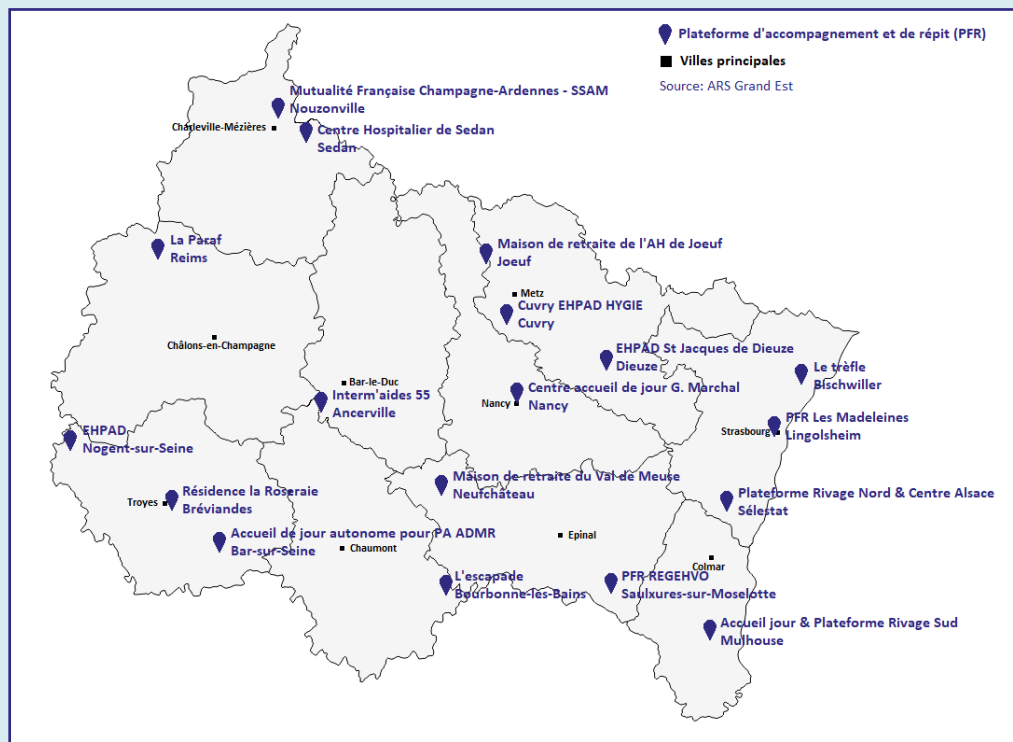 Plateforme d'accompagnement et de répit (PFR)
Villes principales
Source: ARS Grand Est
Mutualité Française Champagne-Ardennes - SSAM
Nouzonville
Charleville-Mézières
Centre Hospitalier de Sedan
Sedan
La Paraf
Reims
Maison de retraite de l'AH de Joeuf
Joeuf
Metz
Cuvry EHPAD HYGIE
Cuvry
Châlons-en-Champagne
EHPAD St Jacques de Dieuze
Dieuze
Le trèfle
Bischwiller
Bar-le-Duc
Interm'aides 55
Ancerville
Centre accueil de jour G. Marchal
Nancy
Nancy
PFR Les Madeleines
Lingolsheim
Strasbourg
EHPAD
Nogent-sur-Seine
Maison de retraite du Val de Meuse
Neufchâteau
Résidence la Roseraie
Bréviandes
Troyes
Plateforme Rivage Nord & Centre Alsace
Sélestat
Accueil de jour autonome pour PA ADMR
Bar-sur-Seine
Chaumont
Epinal
Colmar
L'escapade
Bourbonne-les-Bains
PFR REGEHVO
Saulxures-sur-Moselotte
Accueil jour & Plateforme Rivage Sud
Mulhouse